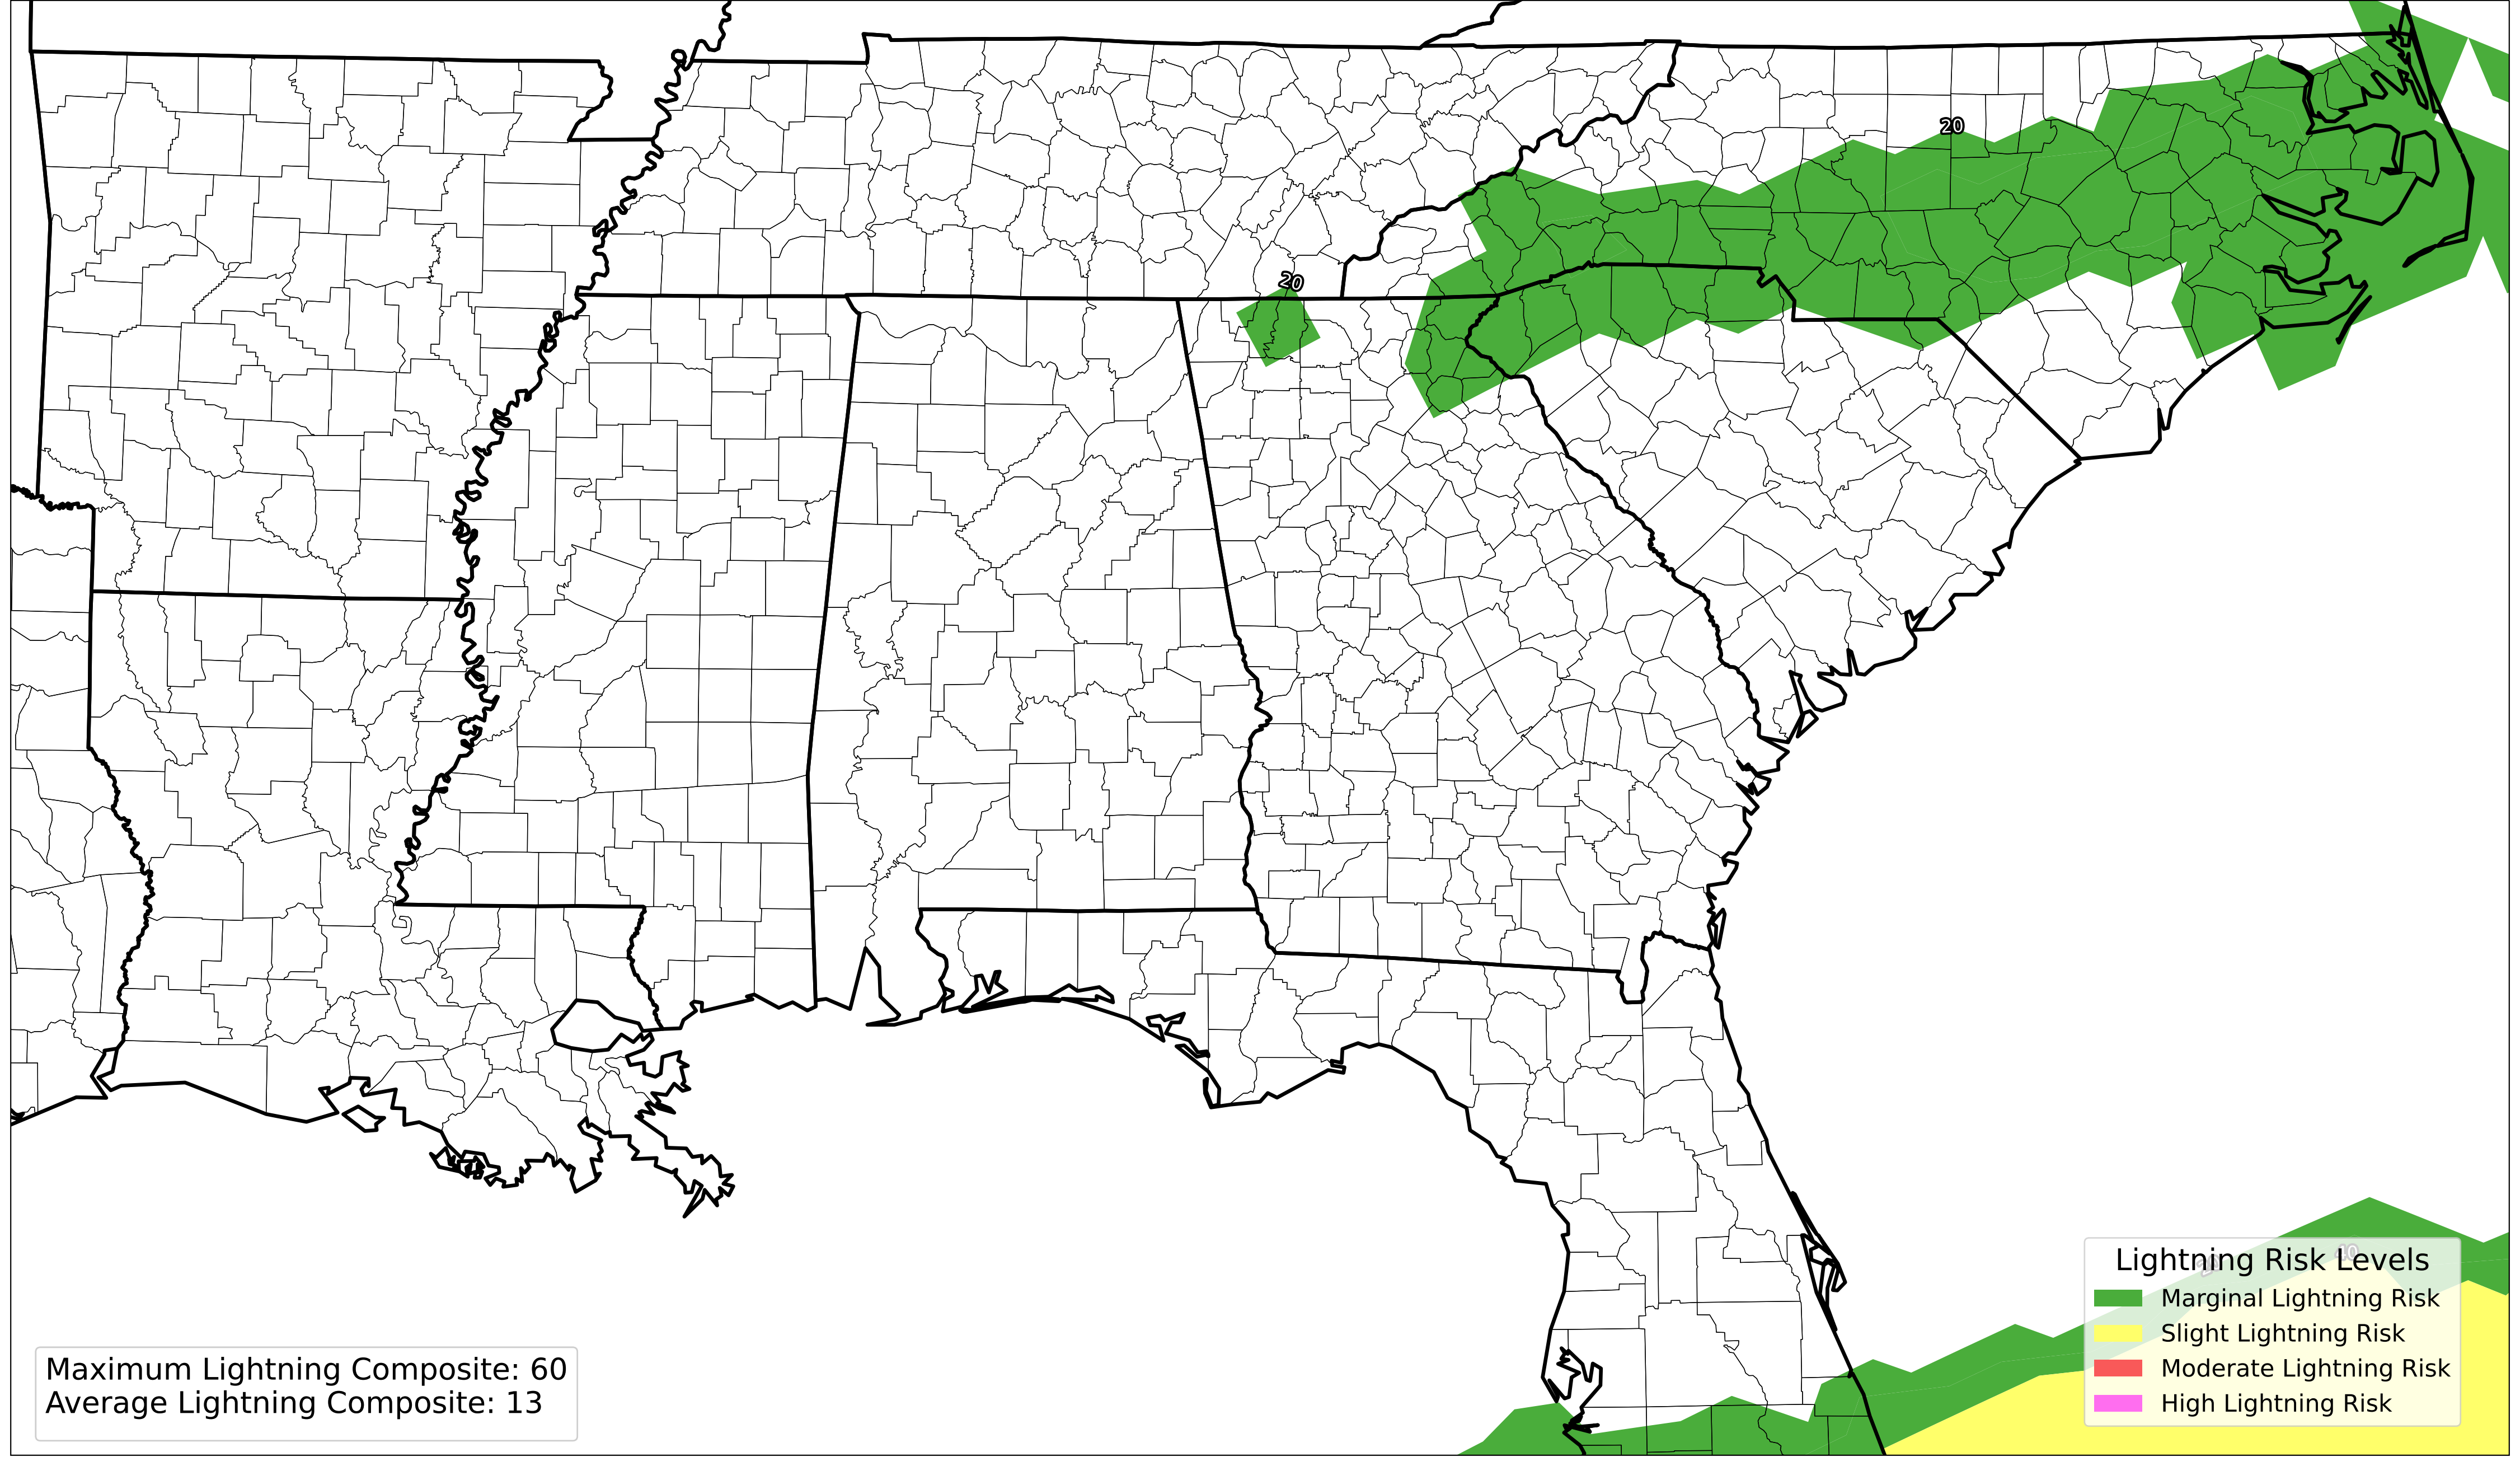 20
20
40
Lightning Risk Levels
Marginal Lightning Risk
Slight Lightning Risk
Moderate Lightning Risk
High Lightning Risk
Maximum Lightning Composite: 60
Average Lightning Composite: 13